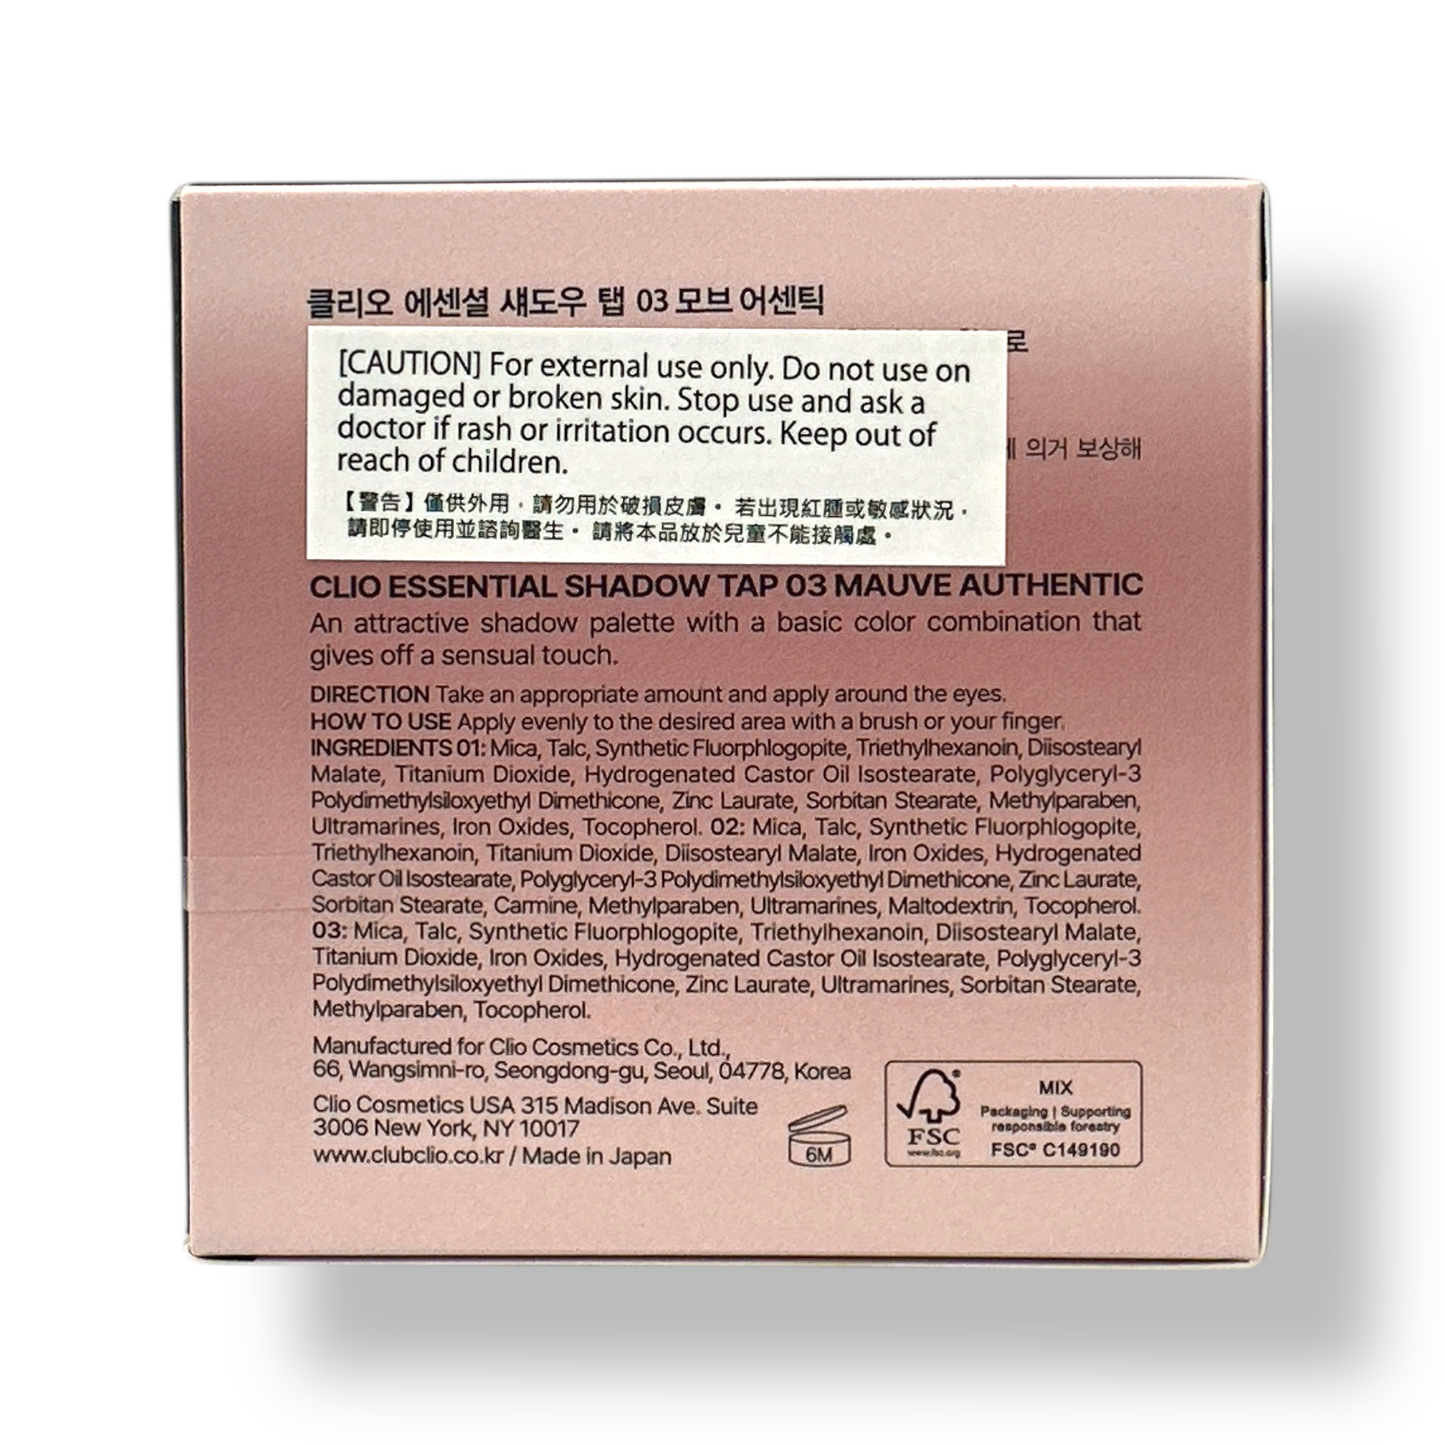 클리오 에센셜 섀도우 탭 03 모브 어센틱
로
[CAUTION] For external use only. Do not use on
damaged or broken skin. Stop use and ask a
doctor if rash or irritation occurs. Keep out of
reach of children.
의거 보상해
【警告】僅供外用，請勿用於破損皮膚。 若出現紅腫或敏感狀況，
請即停使用並諮詢醫生。 請將本品放於兒童不能接觸處。
CLIO ESSENTIAL SHADOW TAP 03 MAUVE AUTHENTIC
An attractive shadow palette with a basic color combination that
gives off a sensual touch.
DIRECTION Take an appropriate amount and apply around the eyes.
HOW TO USE Apply evenly to the desired area with a brush or your finger.
INGREDIENTS 01: Mica, Talc, Synthetic Fluorphlogopite, Triethylhexanoin, Diisostearyl
Malate, Titanium Dioxide, Hydrogenated Castor Oil Isostearate, Polyglyceryl-3
Polydimethylsiloxyethyl Dimethicone, Zinc Laurate, Sorbitan Stearate, Methylparaben,
Ultramarines, Iron Oxides, Tocopherol. 02: Mica, Talc, Synthetic Fluorphlogopite,
Triethylhexanoin, Titanium Dioxide, Diisostearyl Malate, Iron Oxides, Hydrogenated
Castor Oil Isostearate, Polyglyceryl-3 Polydimethylsiloxyethyl Dimethicone, Zinc Laurate,
Sorbitan Stearate, Carmine, Methylparaben, Ultramarines, Maltodextrin, Tocopherol.
03: Mica, Talc, Synthetic Fluorphlogopite, Triethylhexanoin, Diisostearyl Malate,
Titanium Dioxide, Iron Oxides, Hydrogenated Castor Oil Isostearate, Polyglyceryl-3
Polydimethylsiloxyethyl Dimethicone, Zinc Laurate, Ultramarines, Sorbitan Stearate,
Methylparaben, Tocopherol.
Manufactured for Clio Cosmetics Co., Ltd.,
66, Wangsimni-ro, Seongdong-gu, Seoul, 04778, Korea
Clio Cosmetics USA 315 Madison Ave. Suite
3006 New York, NY 10017
www.clubclio.co.kr / Made in Japan
6M
FSC
www.fsc.org
MIX
Packaging | Supporting
responsible forestry
FSC® C149190